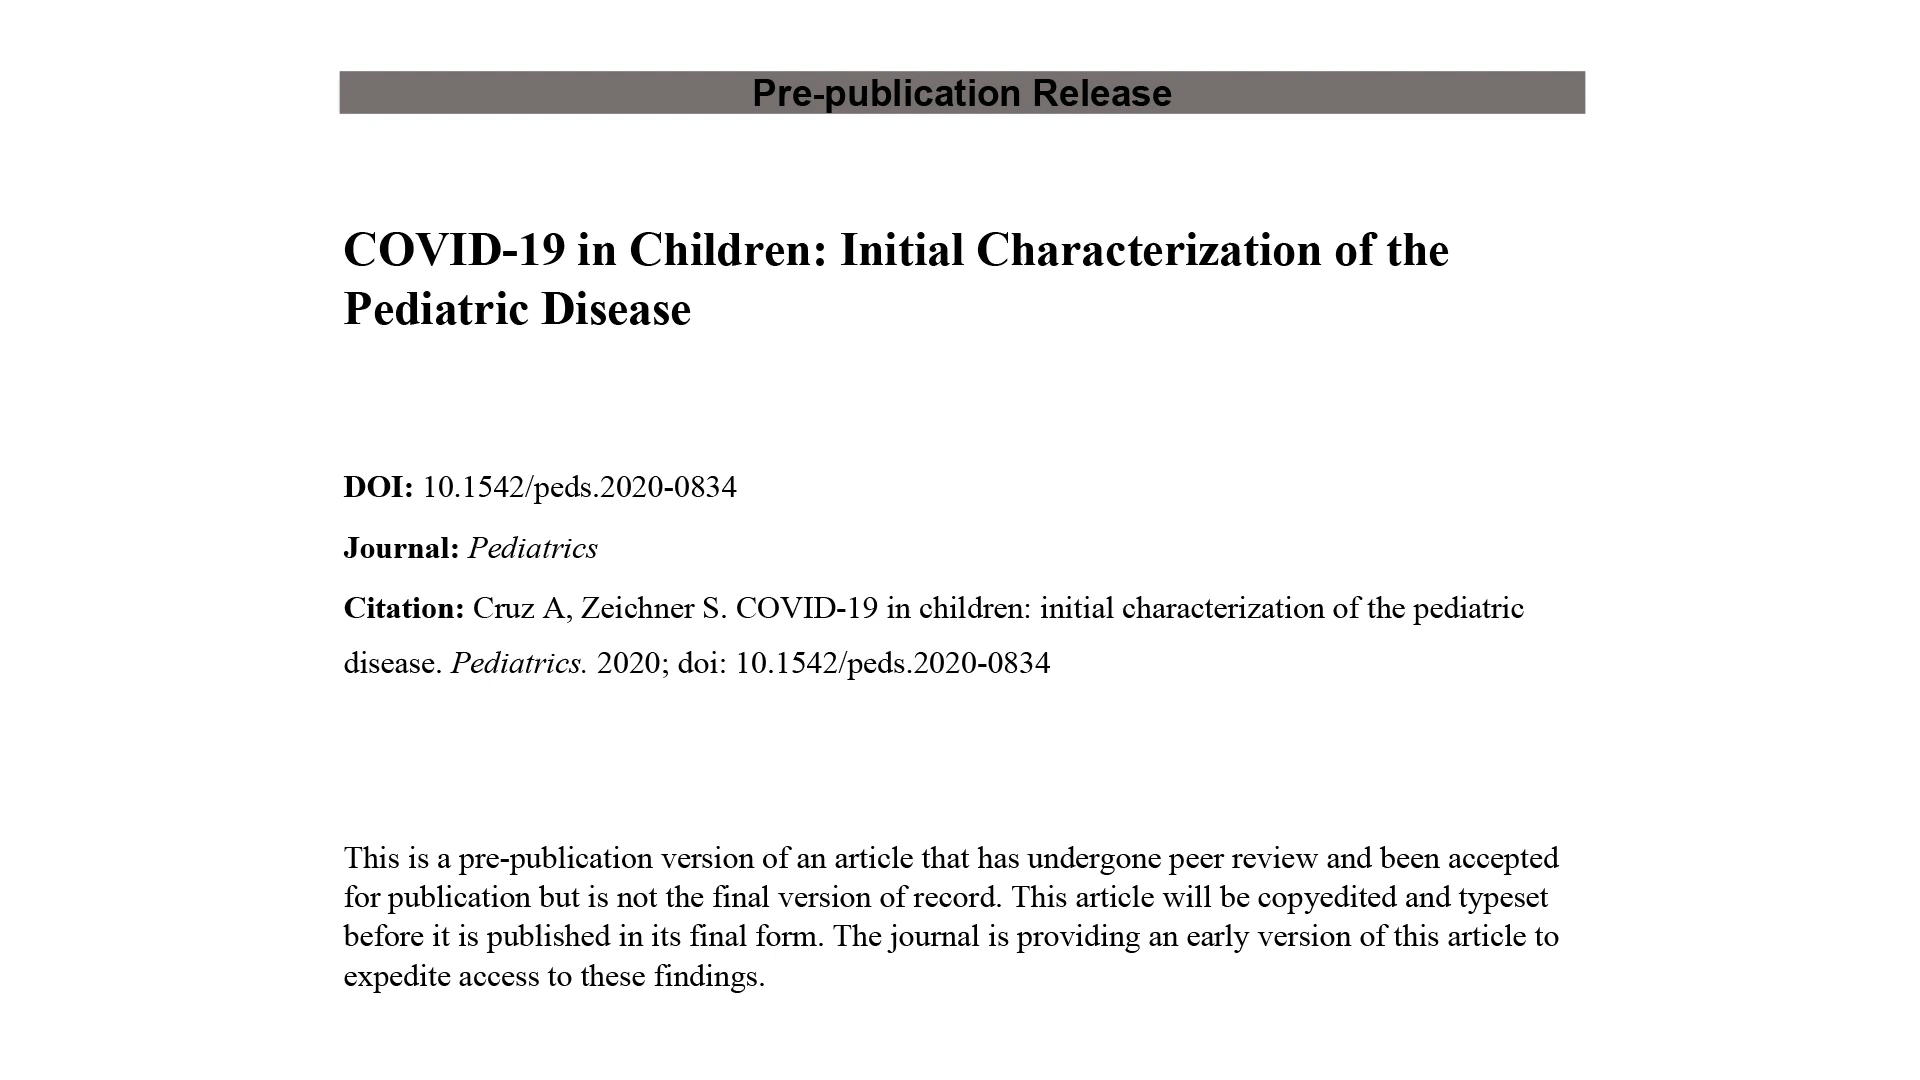 Pre-publication Release
COVID-19 in Children: Initial Characterization of the
Pediatric Disease
DOI: 10.1542/peds.2020-0834
Journal: Pediatrics
Citation: Cruz A, Zeichner S. COVID-19 in children: initial characterization of the pediatric
disease. Pediatrics. 2020; doi: 10.1542/peds.2020-0834
This is a pre-publication version of an article that has undergone peer review and been accepted
for publication but is not the final version of record. This article will be copyedited and typeset
before it is published in its final form. The journal is providing an early version of this article to
expedite access to these findings.